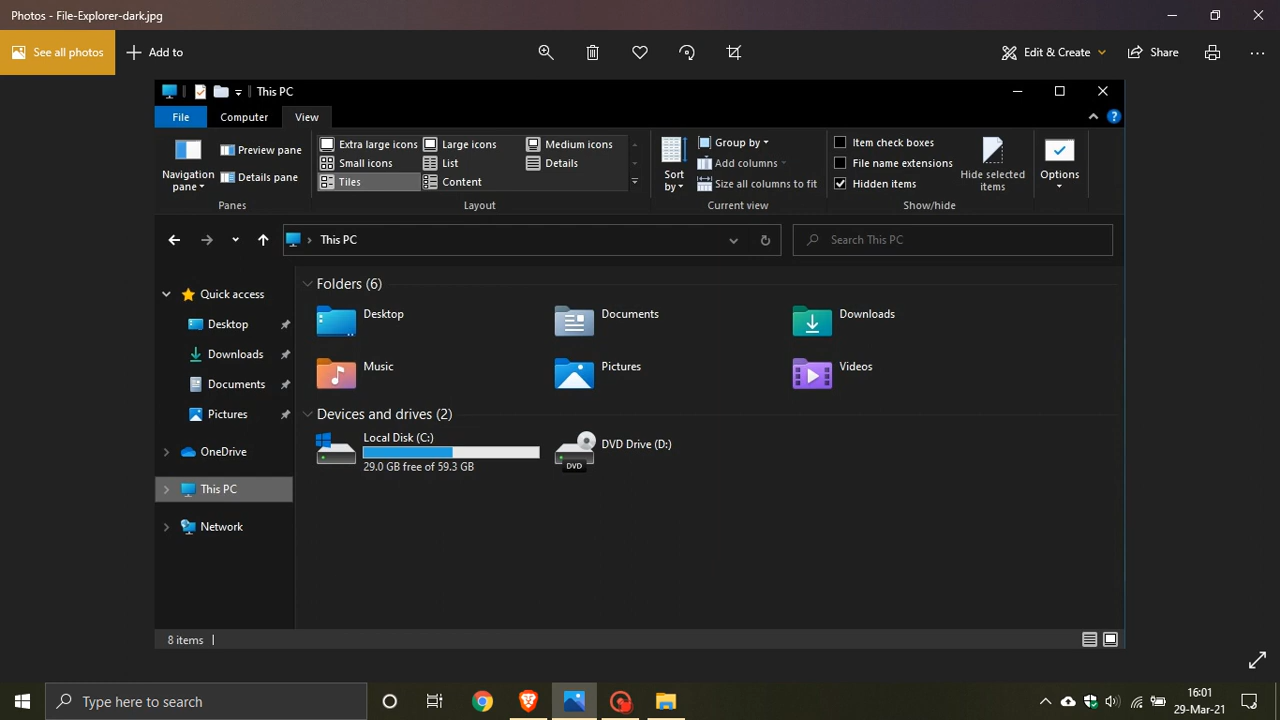 Photos - File-Explorer-dark.jpg
See all photos
Add to
Edit & Create
Share
This PC
File
Computer
View
Navigation pane
Preview pane
Details pane
Panes
Extra large icons
Large icons
Medium icons
Small icons
List
Details
Tiles
Content
Layout
Sort by
Group by
Add columns
Size all columns to fit
Current view
Item check boxes
File name extensions
Hidden items
Hide selected items
Show/hide
Options
This PC
Search This PC
Quick access
Desktop
Downloads
Documents
Pictures
OneDrive
This PC
Network
Folders (6)
Desktop
Documents
Downloads
Music
Pictures
Videos
Devices and drives (2)
Local Disk (C:)
29.0 GB free of 59.3 GB
DVD Drive (D:)
DVD
8 items
Type here to search
16:01
29-Mar-21